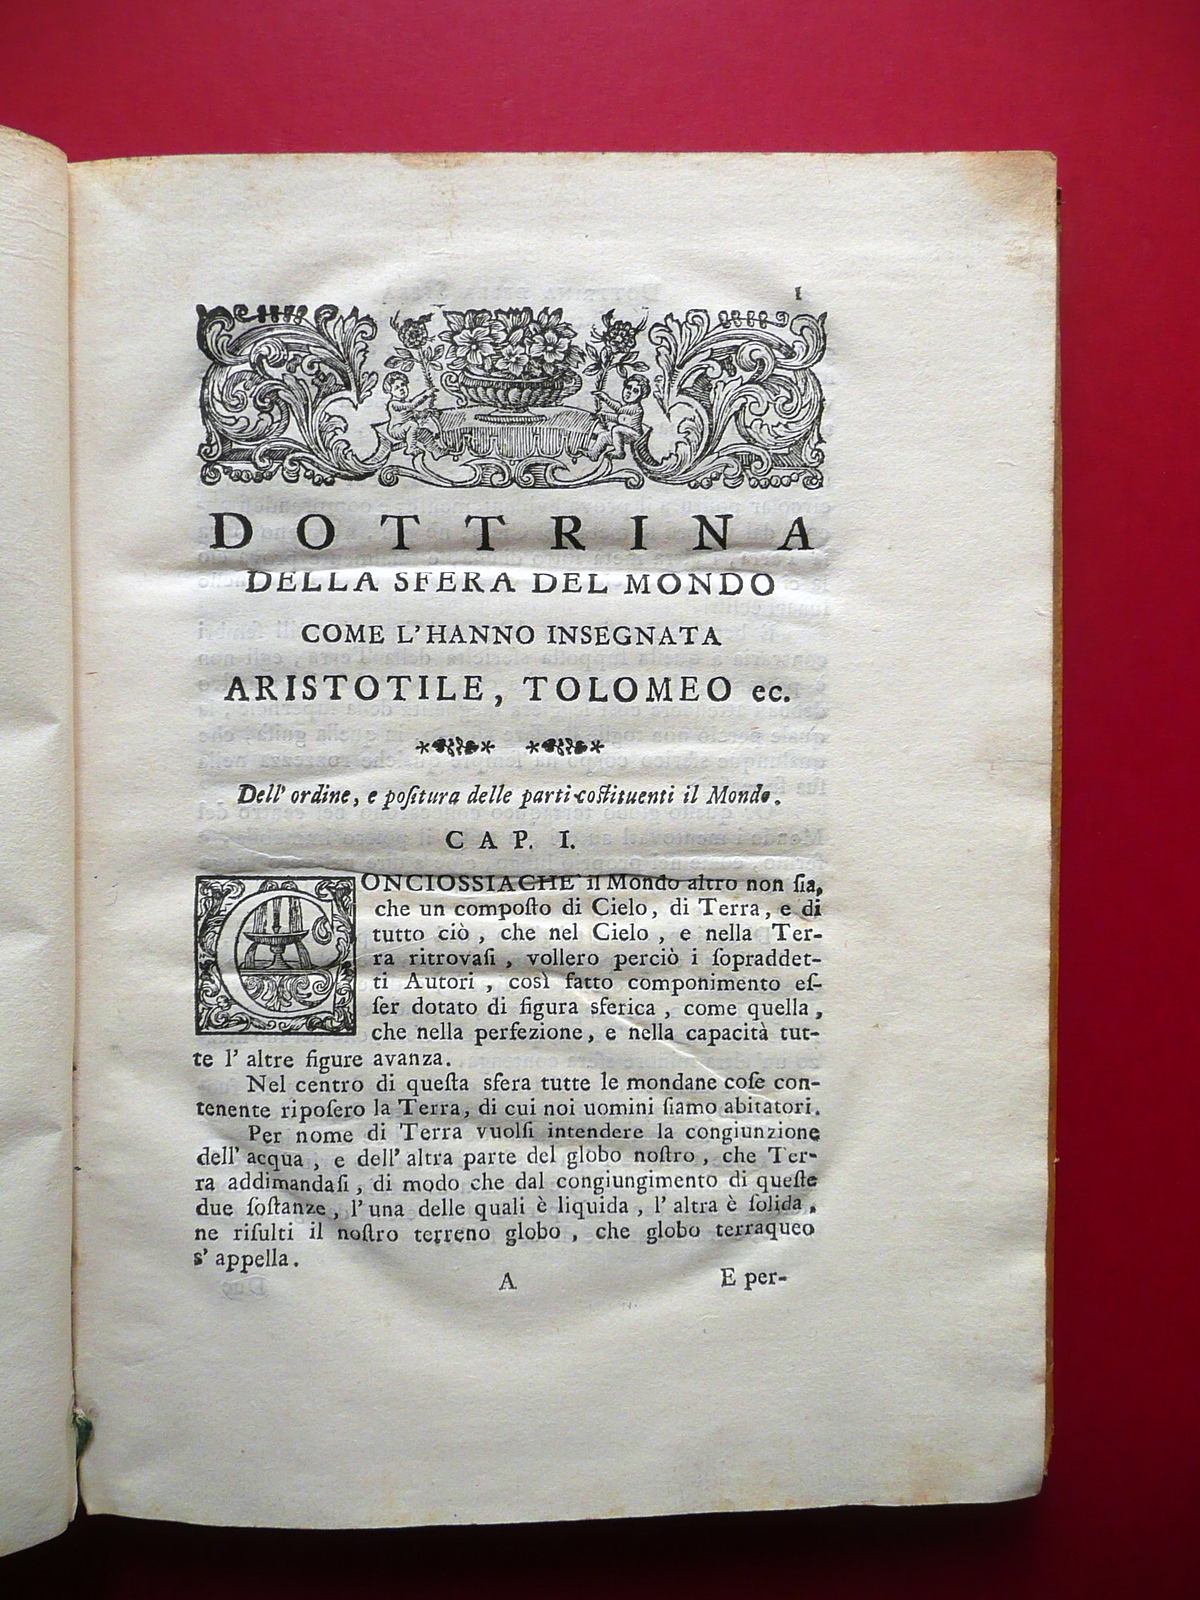 1
DOTTRINA
DELLA SFERA DEL MONDO
COME L'HANNO INSEGNATA
ARISTOTILE, TOLOMEO ec.
Dell' ordine, e poſitura delle parti coſtituenti il Mondo.
CAP. I.
CONCIOSSIACHE' il Mondo altro non ſia,
che un compoſto di Cielo, di Terra, e di
tutto ciò, che nel Cielo, e nella Ter-
ra ritrovaſi, vollero perciò i ſopraddet-
ti Autori, così fatto componimento eſ-
ſer dotato di figura sferica, come quella,
che nella perfezione, e nella capacità tut-
te l' altre figure avanza.
Nel centro di queſta sfera tutte le mondane coſe con-
tenente ripoſero la Terra, di cui noi uomini ſiamo abitatori.
Per nome di Terra vuolſi intendere la congiunzione
dell' acqua, e dell' altra parte del globo noſtro, che Ter-
ra addimandaſi, di modo che dal congiungimento di queſte
due ſoſtanze, l'una delle quali è liquida, l'altra è ſolida,
ne riſulti il noſtro terreno globo, che globo terraqueo
s' appella.
A
E per-